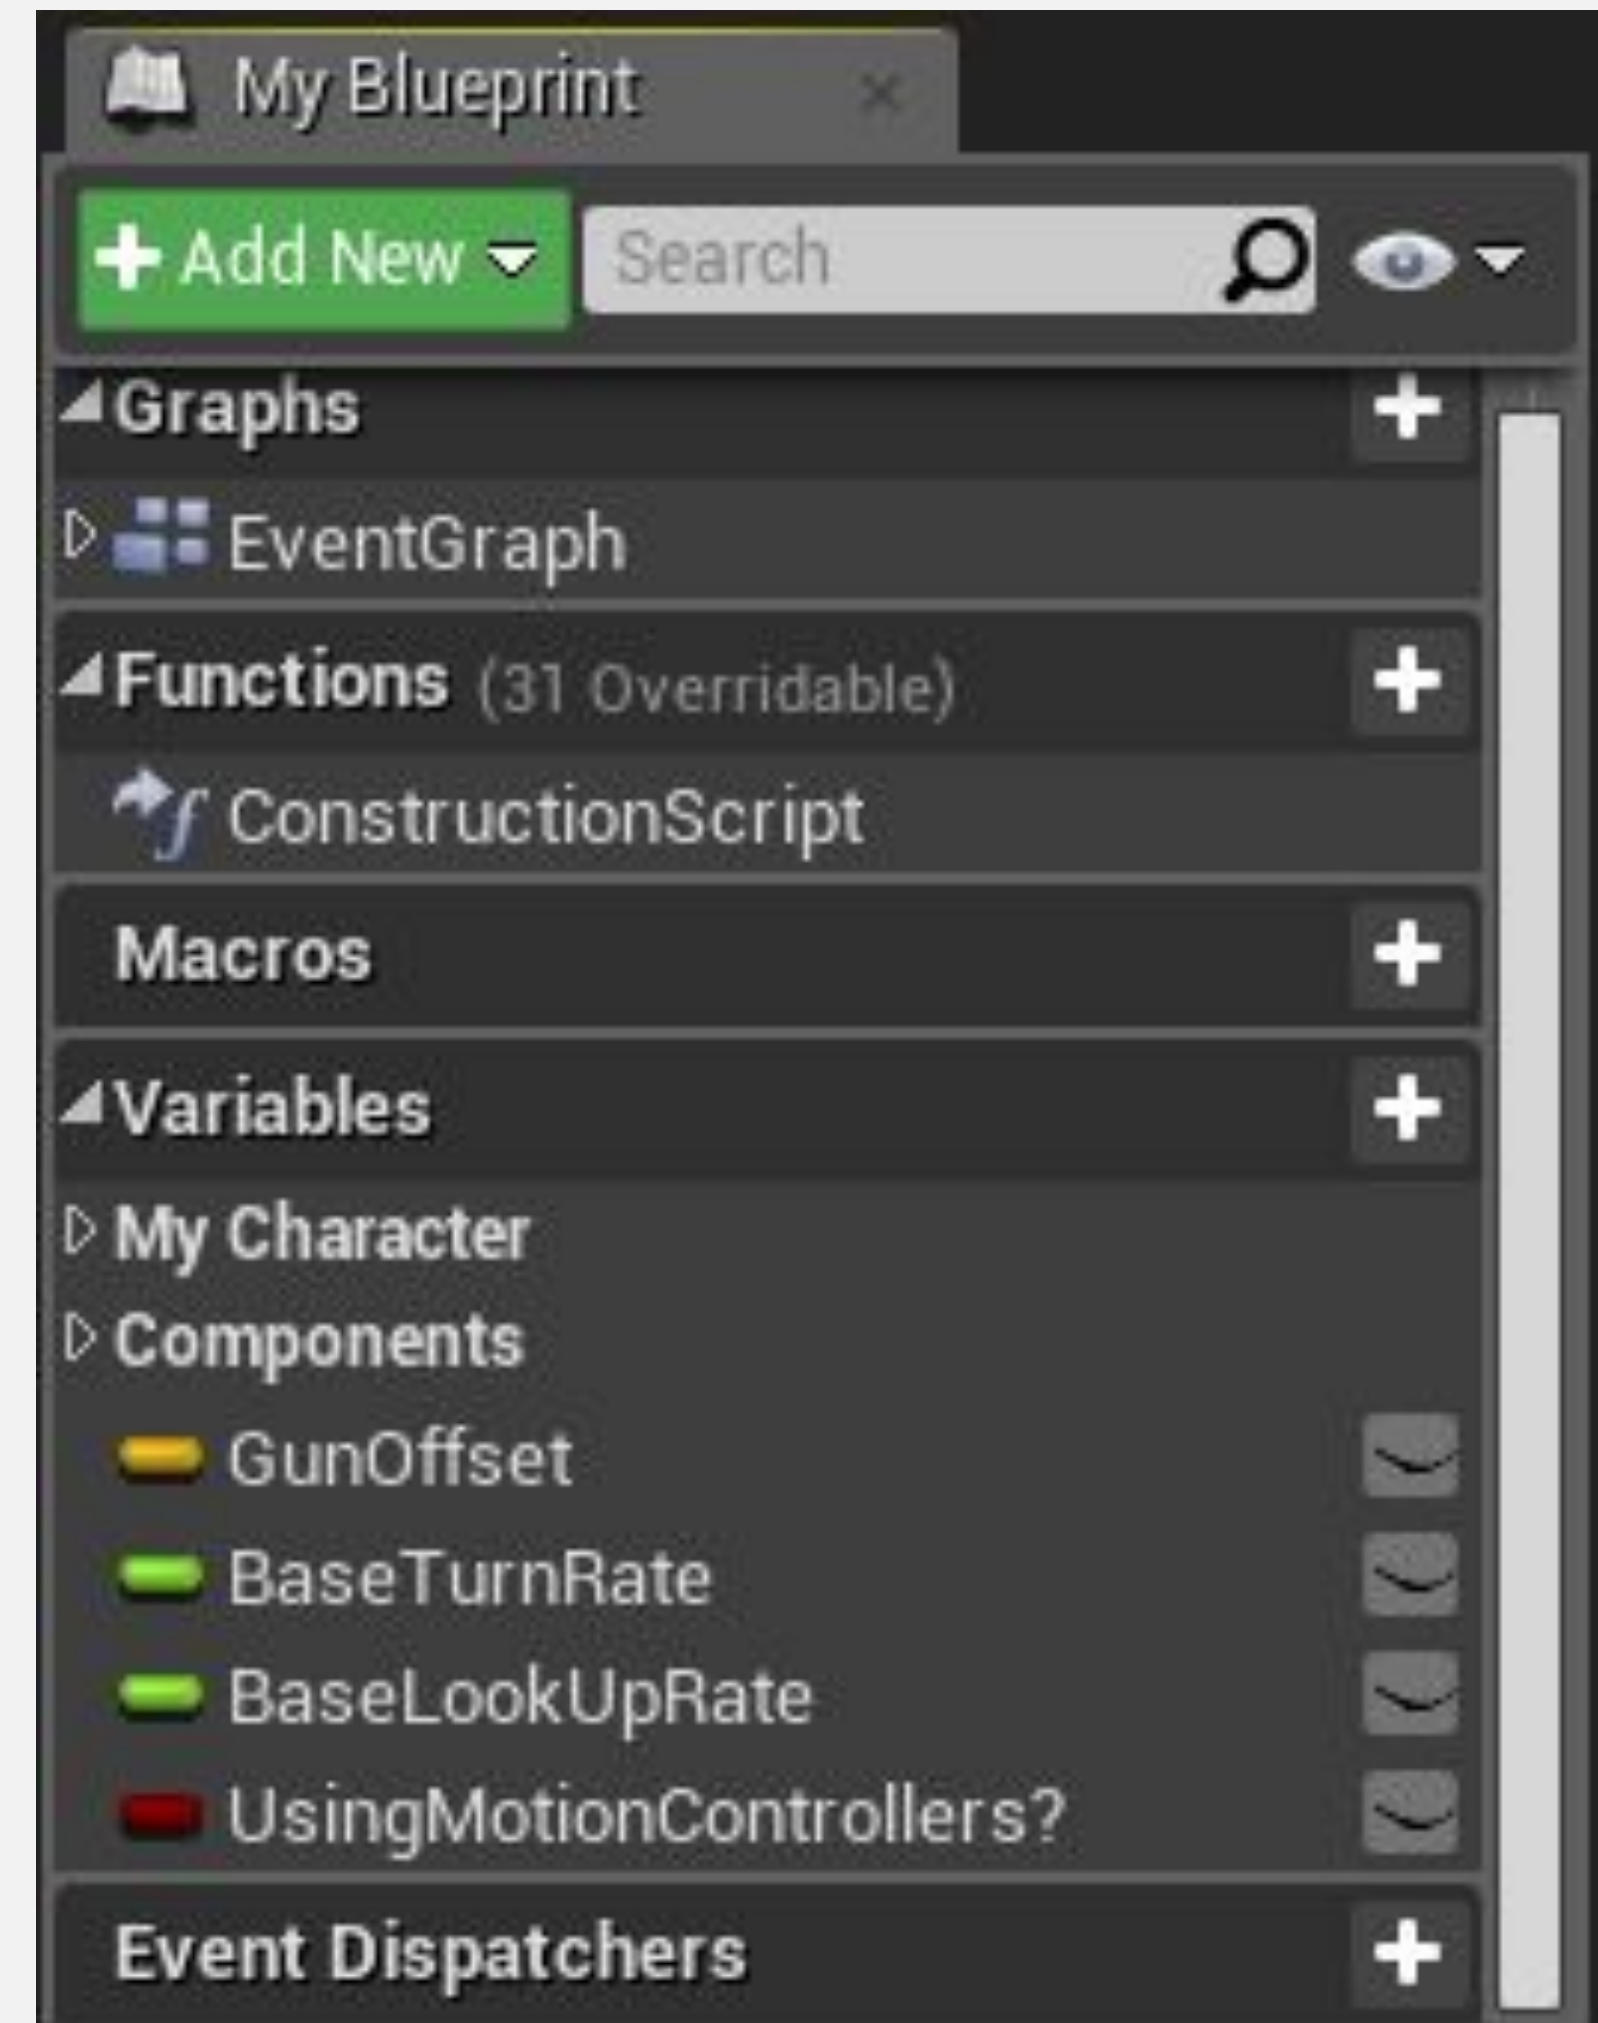 My Blueprint
Add New
Search
Graphs
EventGraph
Functions (31 Overridable)
ConstructionScript
Macros
Variables
My Character
Components
GunOffset
BaseTurnRate
BaseLookUpRate
UsingMotionControllers?
Event Dispatchers